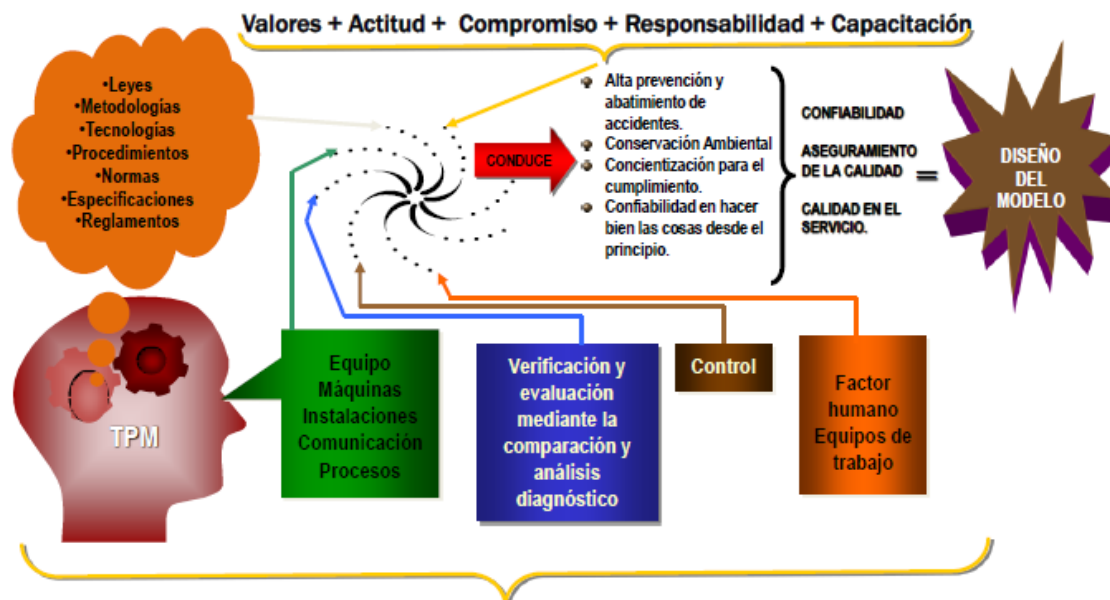 Valores + Actitud + Compromiso + Responsabilidad + Capacitación
•Leyes
•Metodologías
•Tecnologías
•Procedimientos
•Normas
•Especificaciones
•Reglamentos
CONDUCE
Alta prevención y
abatimiento de
accidentes.
Conservación Ambiental
Concientización para el
cumplimiento.
Confiabilidad en hacer
bien las cosas desde el
principio.
CONFIABILIDAD
ASEGURAMIENTO
DE LA CALIDAD
CALIDAD EN EL
SERVICIO.
=
DISEÑO
DEL
MODELO
TPM
Equipo
Máquinas
Instalaciones
Comunicación
Procesos
Verificación y
evaluación
mediante la
comparación y
análisis
diagnóstico
Control
Factor
humano
Equipos de
trabajo